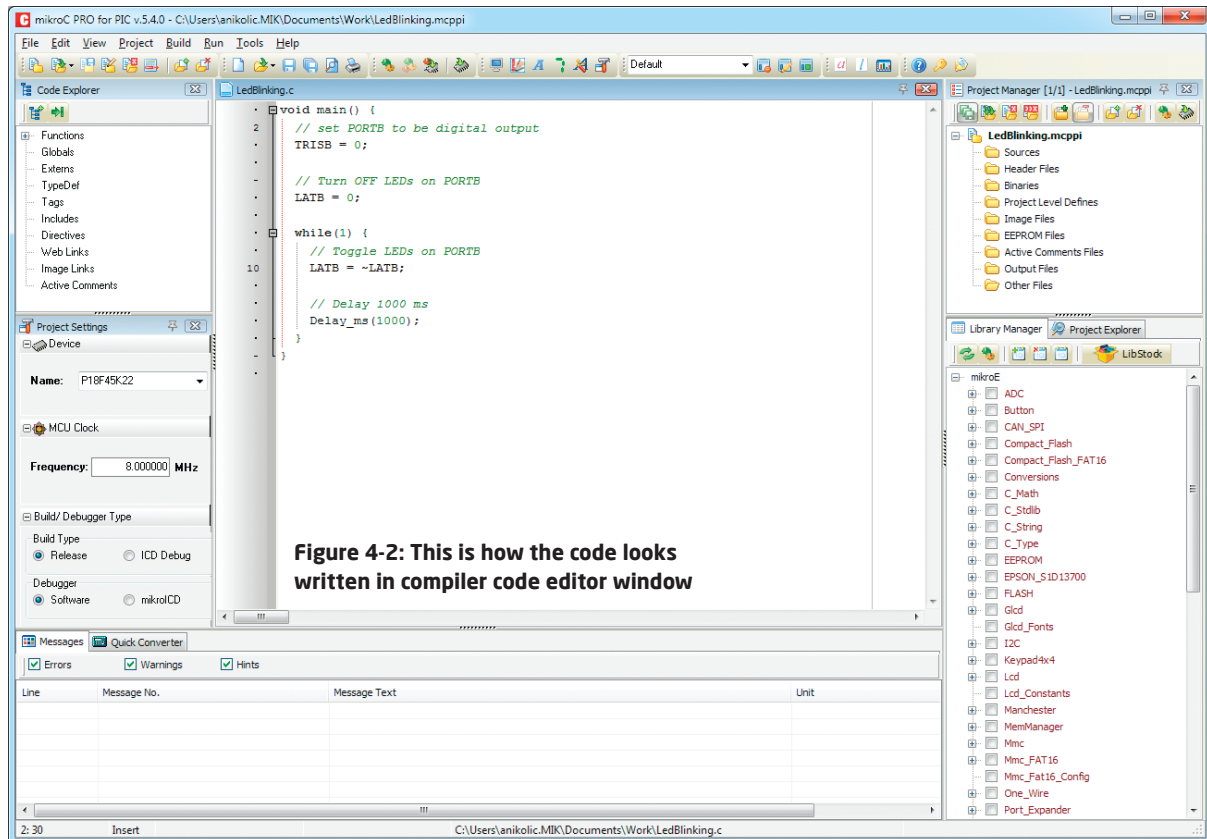 mikroC PRO for PIC v.5.4.0 - C:\Users\anikolic.MIK\Documents\Work\LedBlinking.mcppi
File Edit View Project Build Run Tools Help
Default
Code Explorer
Functions
Globals
Externs
TypeDef
Tags
Includes
Directives
Web Links
Image Links
Active Comments
Project Settings
Device
Name: P18F45K22
MCU Clock
Frequency: 8.000000 MHz
Build/ Debugger Type
Build Type
Release ICD Debug
Debugger
Software mikroICD
LedBlinking.c
void main() {
2 // set PORTB to be digital output
TRISB = 0;
// Turn OFF LEDs on PORTB
LATB = 0;
while(1) {
// Toggle LEDs on PORTB
10 LATB = ~LATB;
// Delay 1000 ms
Delay_ms(1000);
}
}
Figure 4-2: This is how the code looks
written in compiler code editor window
Project Manager [1/1] - LedBlinking.mcppi
LedBlinking.mcppi
Sources
Header Files
Binaries
Project Level Defines
Image Files
EEPROM Files
Active Comments Files
Output Files
Other Files
Library Manager Project Explorer
LibStock
mikroE
ADC
Button
CAN_SPI
Compact_Flash
Compact_Flash_FAT16
Conversions
C_Math
C_Stdlib
C_String
C_Type
EEPROM
EPSON_S1D13700
FLASH
Glcd
Glcd_Fonts
I2C
Keypad4x4
Lcd
Lcd_Constants
Manchester
MemManager
Mmc
Mmc_FAT16
Mmc_Fat16_Config
One_Wire
Port_Expander
Messages Quick Converter
Errors Warnings Hints
Line Message No. Message Text Unit
2: 30 Insert C:\Users\anikolic.MIK\Documents\Work\LedBlinking.c